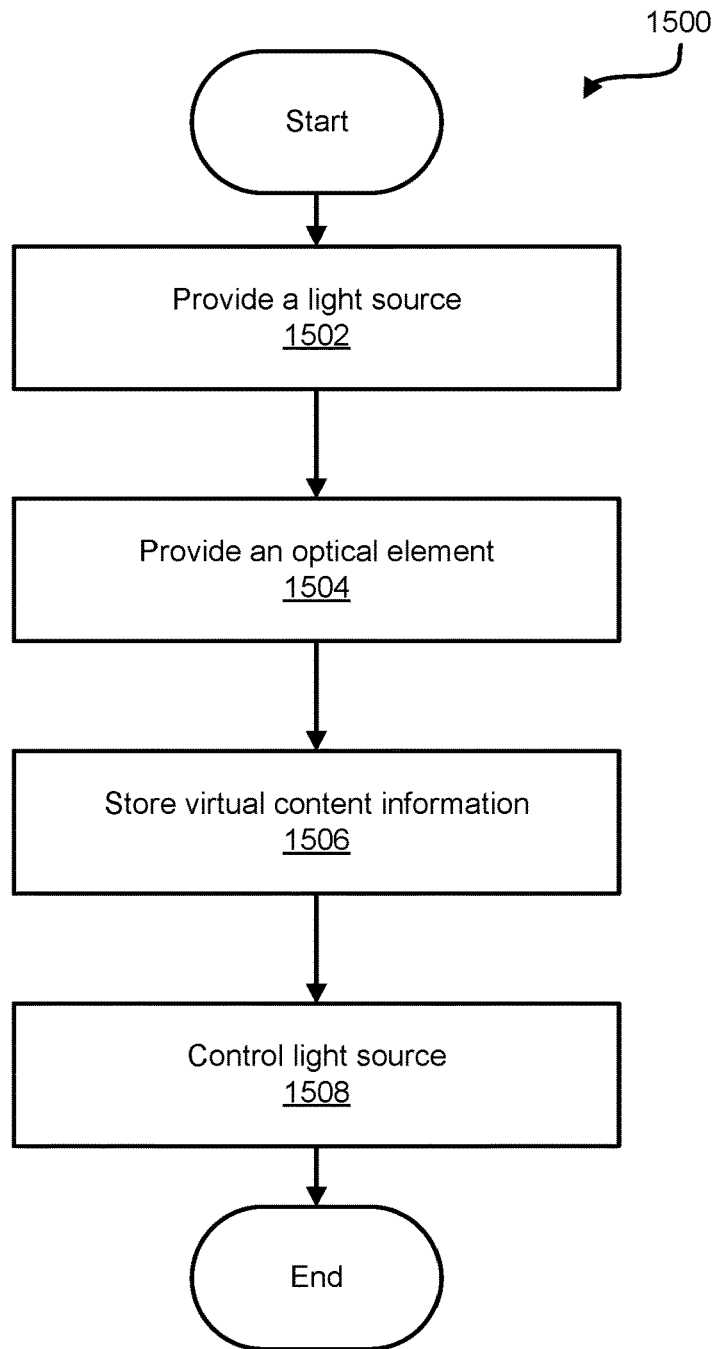 1500
Start
Provide a light source
1502
Provide an optical element
1504
Store virtual content information
1506
Control light source
1508
End